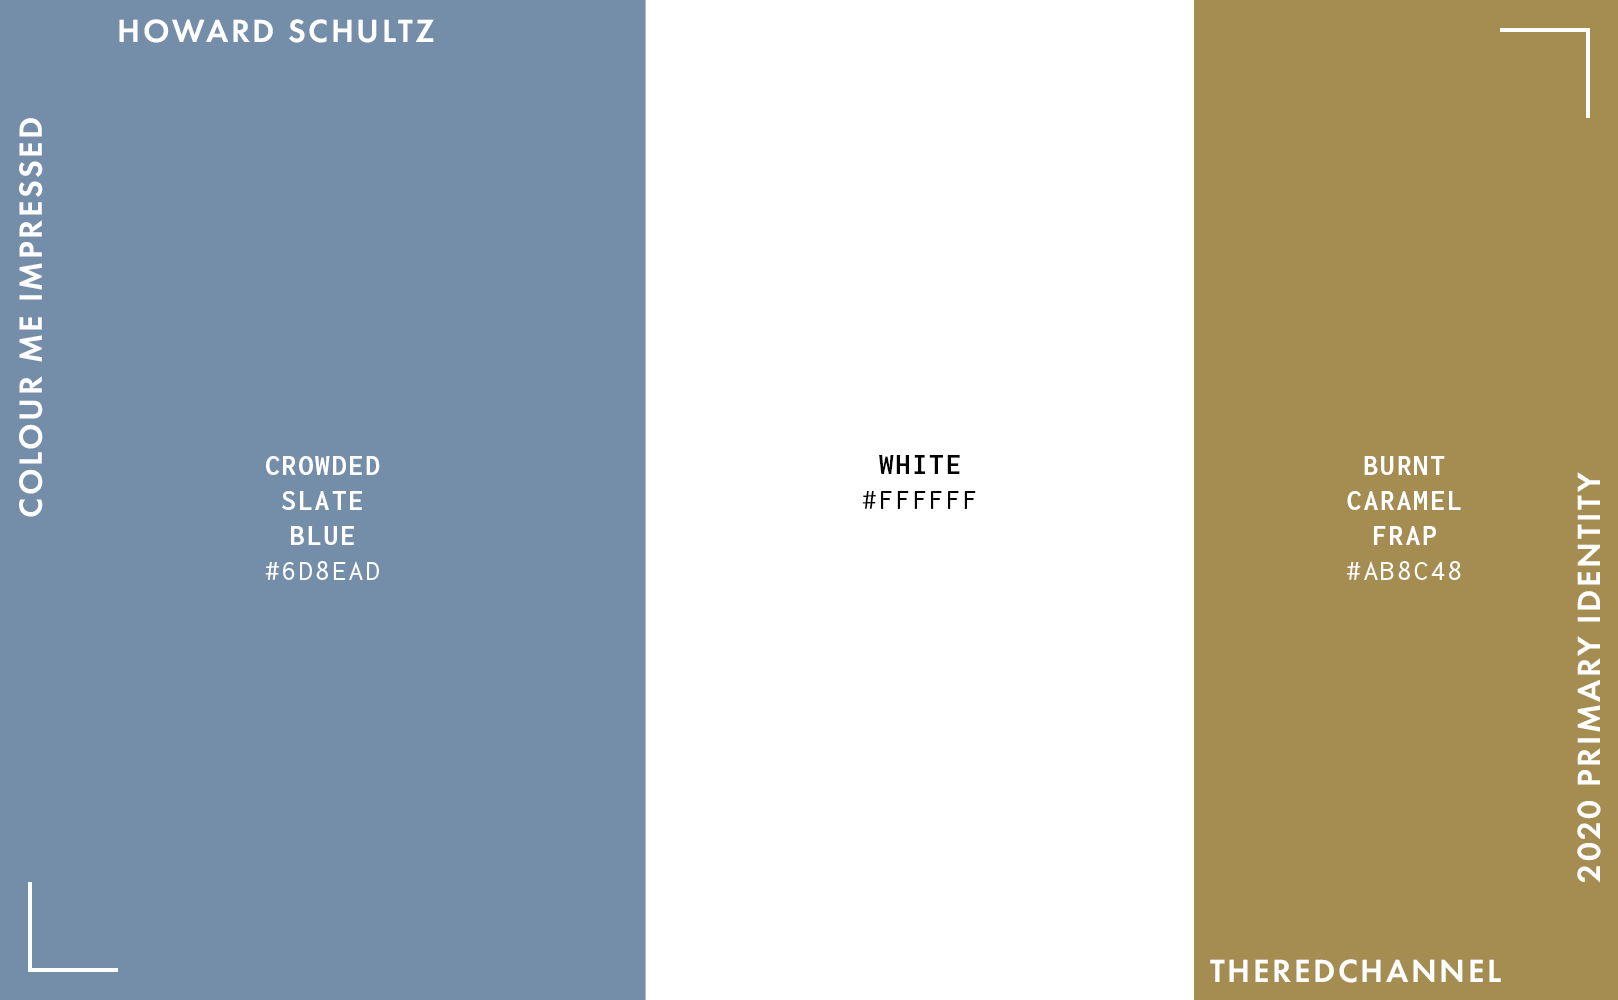 HOWARD SCHULTZ
COLOUR ME IMPRESSED
CROWDED
SLATE
BLUE
#6D8EAD
WHITE
#FFFFFF
BURNT
CARAMEL
FRAP
#AB8C48
2020 PRIMARY IDENTITY
THEREDCHANNEL